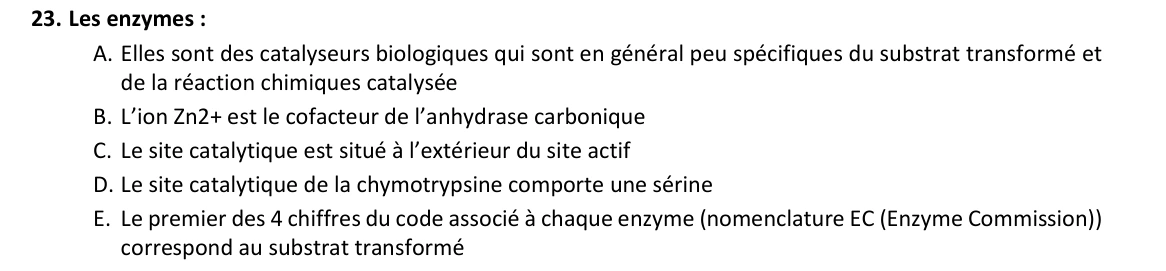 23. Les enzymes :
A. Elles sont des catalyseurs biologiques qui sont en général peu spécifiques du substrat transformé et
de la réaction chimiques catalysée
B. L'ion Zn2+ est le cofacteur de l'anhydrase carbonique
C. Le site catalytique est situé à l'extérieur du site actif
D. Le site catalytique de la chymotrypsine comporte une sérine
E. Le premier des 4 chiffres du code associé à chaque enzyme (nomenclature EC (Enzyme Commission))
correspond au substrat transformé